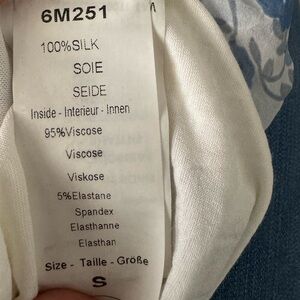 6M251
100%SILK
SOIE
SEIDE
Inside - Interieur - Innen
95%Viscose
Viscose
Viskose
5%Elastane
Spandex
Elasthanne
Elasthan
Size - Taille - Größe
S